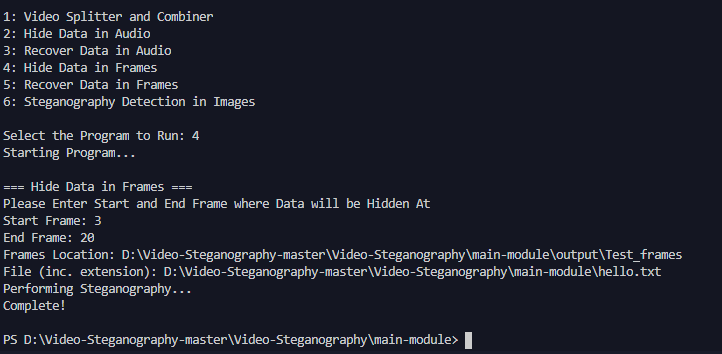 1: Video Splitter and Combiner
2: Hide Data in Audio
3: Recover Data in Audio
4: Hide Data in Frames
5: Recover Data in Frames
6: Steganography Detection in Images
Select the Program to Run: 4
Starting Program...
=== Hide Data in Frames ===
Please Enter Start and End Frame where Data will be Hidden At
Start Frame: 3
End Frame: 20
Frames Location: D:\Video-Steganography-master\Video-Steganography\main-module\output\Test_frames
File (inc. extension): D:\Video-Steganography-master\Video-Steganography\main-module\hello.txt
Performing Steganography...
Complete!
PS D:\Video-Steganography-master\Video-Steganography\main-module>